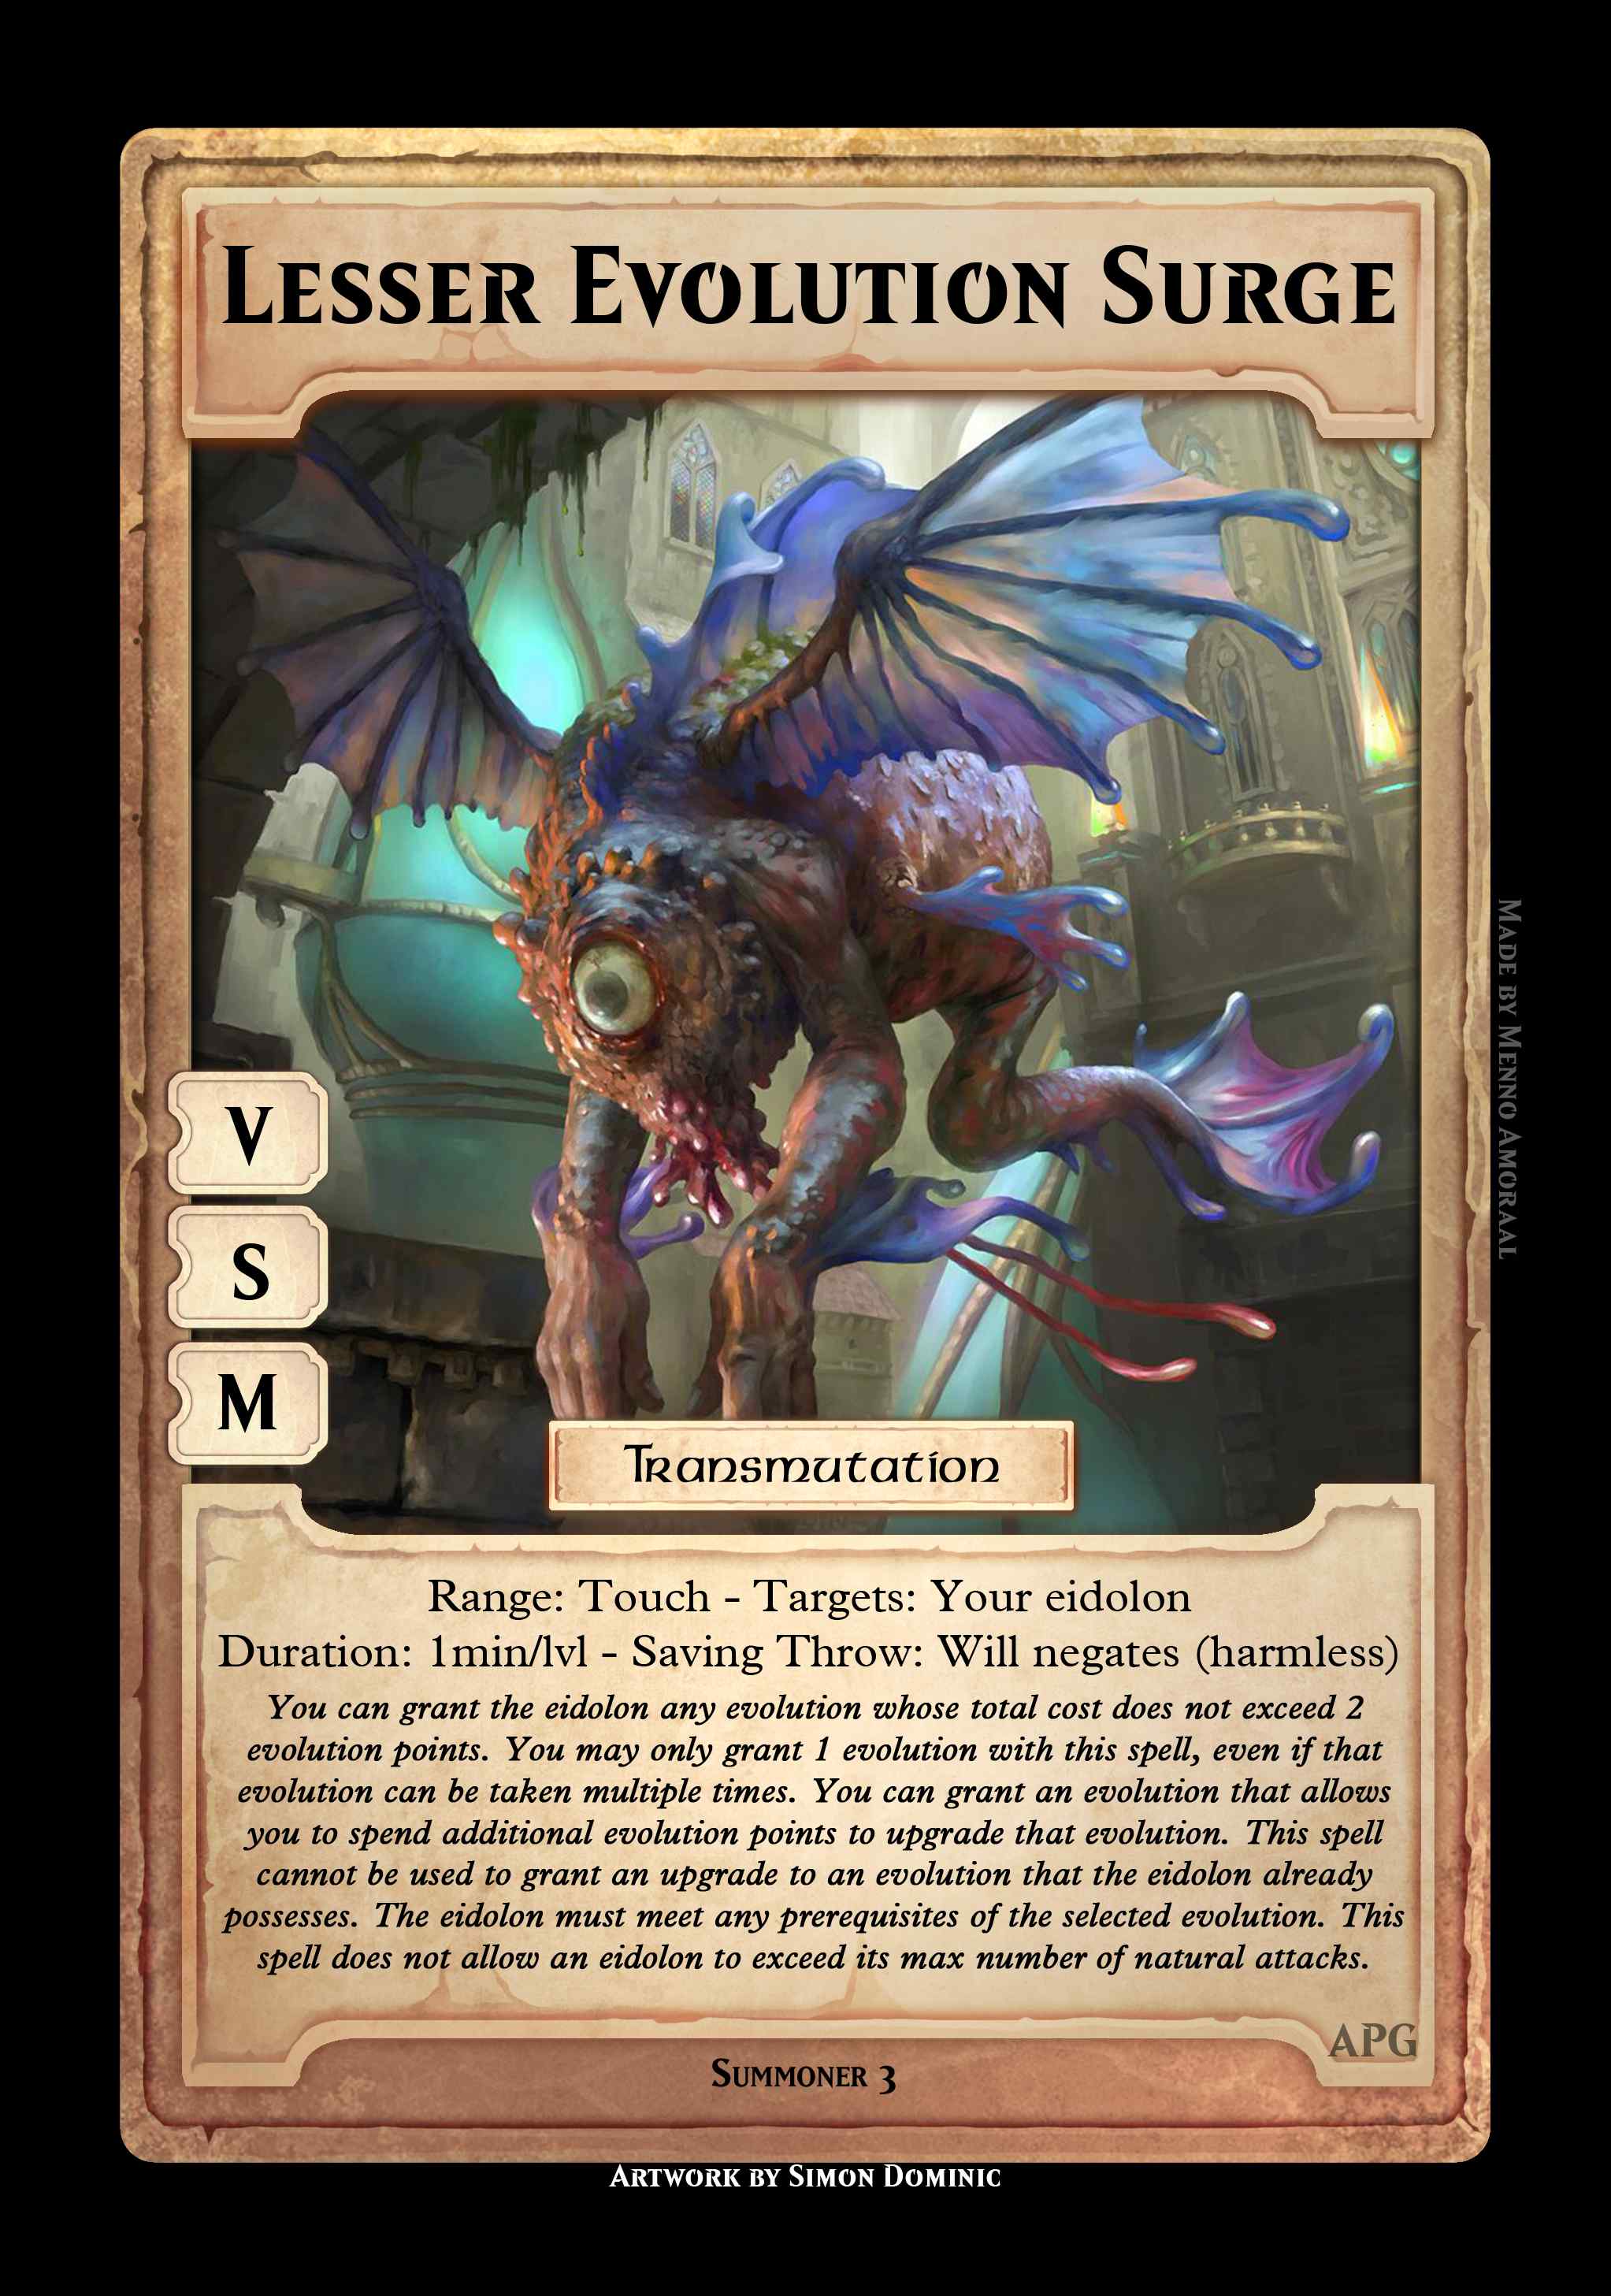 Lesser Evolution Surge
V
S
M
Transmutation
Range: Touch - Targets: Your eidolon
Duration: 1min/lvl - Saving Throw: Will negates (harmless)
You can grant the eidolon any evolution whose total cost does not exceed 2
evolution points. You may only grant 1 evolution with this spell, even if that
evolution can be taken multiple times. You can grant an evolution that allows
you to spend additional evolution points to upgrade that evolution. This spell
cannot be used to grant an upgrade to an evolution that the eidolon already
possesses. The eidolon must meet any prerequisites of the selected evolution. This
spell does not allow an eidolon to exceed its max number of natural attacks.
APG
Summoner 3
Artwork by Simon Dominic
Made by Menno Amoraal